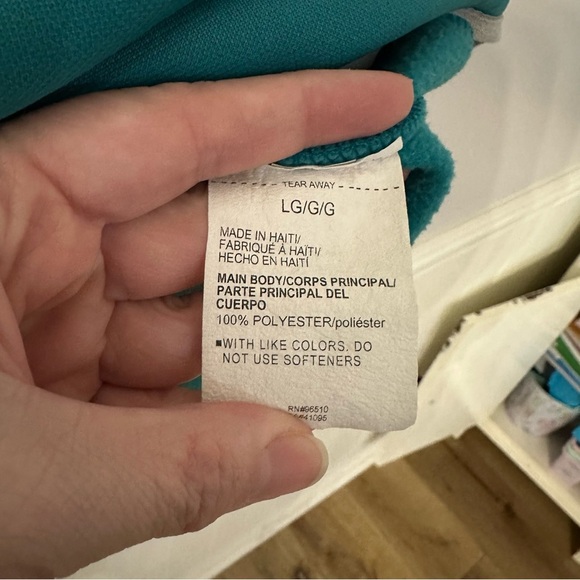 TEAR AWAY
LG/G/G
MADE IN HAITI/
FABRIQUÉ À HAÏTI/
HECHO EN HAITÍ
MAIN BODY/CORPS PRINCIPAL/
PARTE PRINCIPAL DEL
CUERPO
100% POLYESTER/poliéster
■WITH LIKE COLORS. DO
NOT USE SOFTENERS
RN#96510